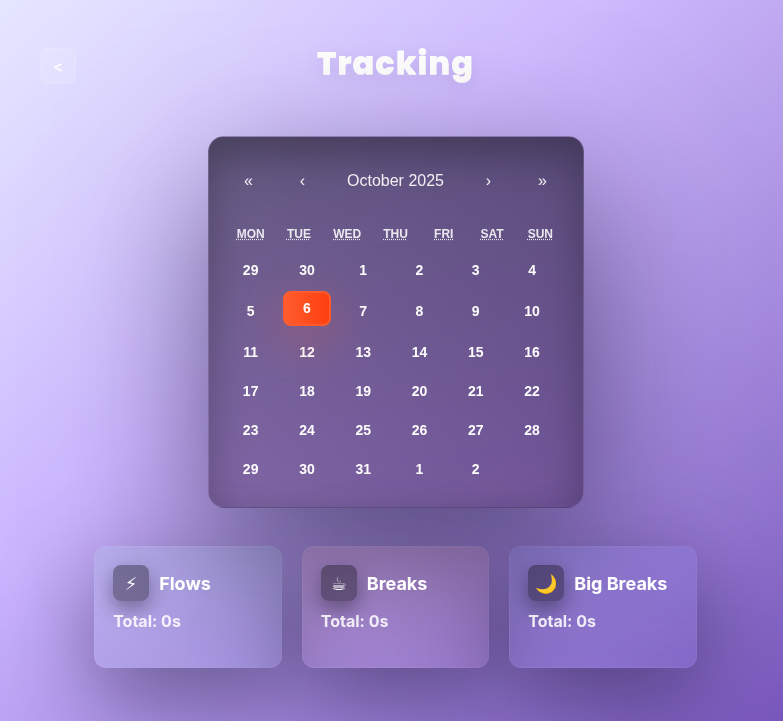 <
Tracking
« ‹ October 2025 › »
MON TUE WED THU FRI SAT SUN
29 30 1 2 3 4
5 6 7 8 9 10
11 12 13 14 15 16
17 18 19 20 21 22
23 24 25 26 27 28
29 30 31 1 2
Flows Breaks Big Breaks
Total: 0s Total: 0s Total: 0s